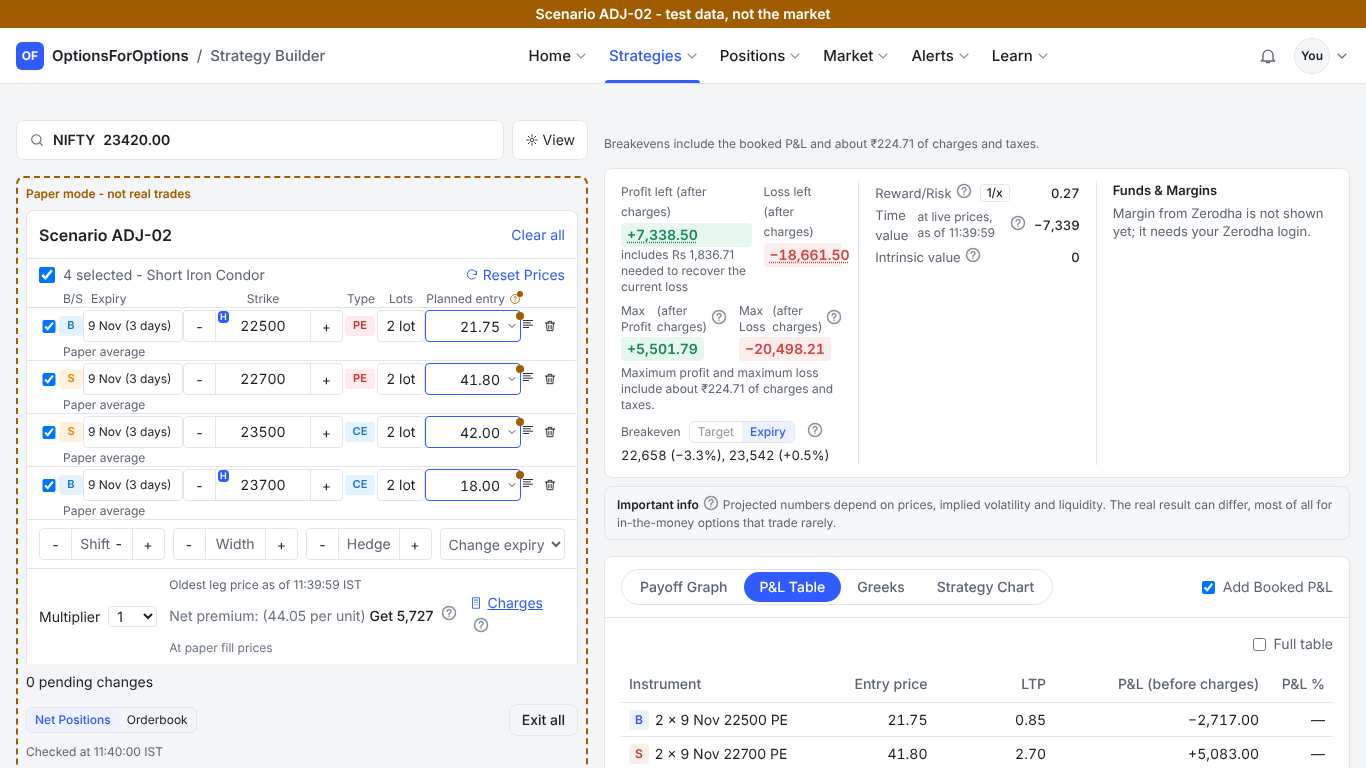 Scenario ADJ-02 - test data, not the market
OF OptionsForOptions / Strategy Builder Home Strategies Positions Market Alerts Learn You
NIFTY 23420.00 View
Paper mode - not real trades
Scenario ADJ-02 Clear all
4 selected - Short Iron Condor Reset Prices
B/S Expiry Strike Type Lots Planned entry
B 9 Nov (3 days) - H 22500 + PE 2 lot 21.75
Paper average
S 9 Nov (3 days) - 22700 + PE 2 lot 41.80
Paper average
S 9 Nov (3 days) - 23500 + CE 2 lot 42.00
Paper average
B 9 Nov (3 days) - H 23700 + CE 2 lot 18.00
Paper average
- Shift - + - Width + - Hedge + Change expiry
Oldest leg price as of 11:39:59 IST
Multiplier 1 Net premium: (44.05 per unit) Get 5,727 Charges
At paper fill prices
0 pending changes
Net Positions Orderbook Exit all
Checked at 11:40:00 IST
Breakevens include the booked P&L and about ₹224.71 of charges and taxes.
Profit left (after
charges)
+7,338.50
includes Rs 1,836.71
needed to recover the
current loss
Loss left
(after
charges)
−18,661.50
Max Profit (after charges)
+5,501.79
Max Loss (after charges)
−20,498.21
Maximum profit and maximum loss
include about ₹224.71 of charges and
taxes.
Breakeven Target Expiry
22,658 (−3.3%), 23,542 (+0.5%)
Reward/Risk 1/x 0.27
Time value at live prices, as of 11:39:59 −7,339
Intrinsic value 0
Funds & Margins
Margin from Zerodha is not shown
yet; it needs your Zerodha login.
Important info Projected numbers depend on prices, implied volatility and liquidity. The real result can differ, most of all for
in-the-money options that trade rarely.
Payoff Graph P&L Table Greeks Strategy Chart Add Booked P&L
Full table
Instrument Entry price LTP P&L (before charges) P&L %
B 2 × 9 Nov 22500 PE 21.75 0.85 −2,717.00 —
S 2 × 9 Nov 22700 PE 41.80 2.70 +5,083.00 —